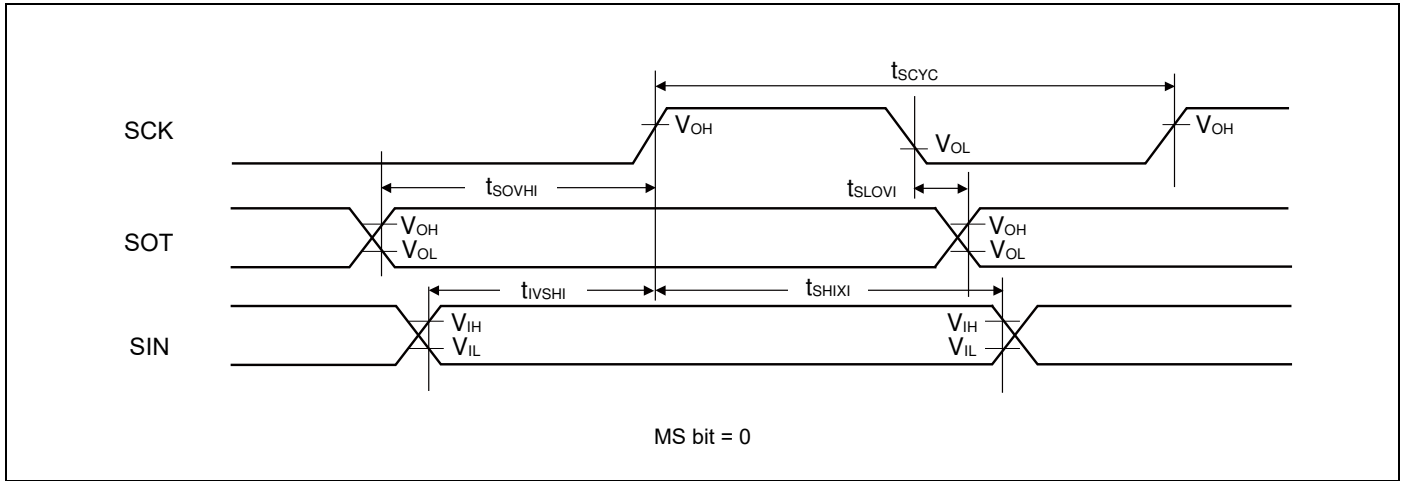 tSCYC
SCK
VOH
VOL
VOH
tSOVHI
tSLOVI
SOT
VOH
VOL
VOH
VOL
tIVSHI
tSHIXI
SIN
VIH
VIL
VIH
VIL
MS bit = 0